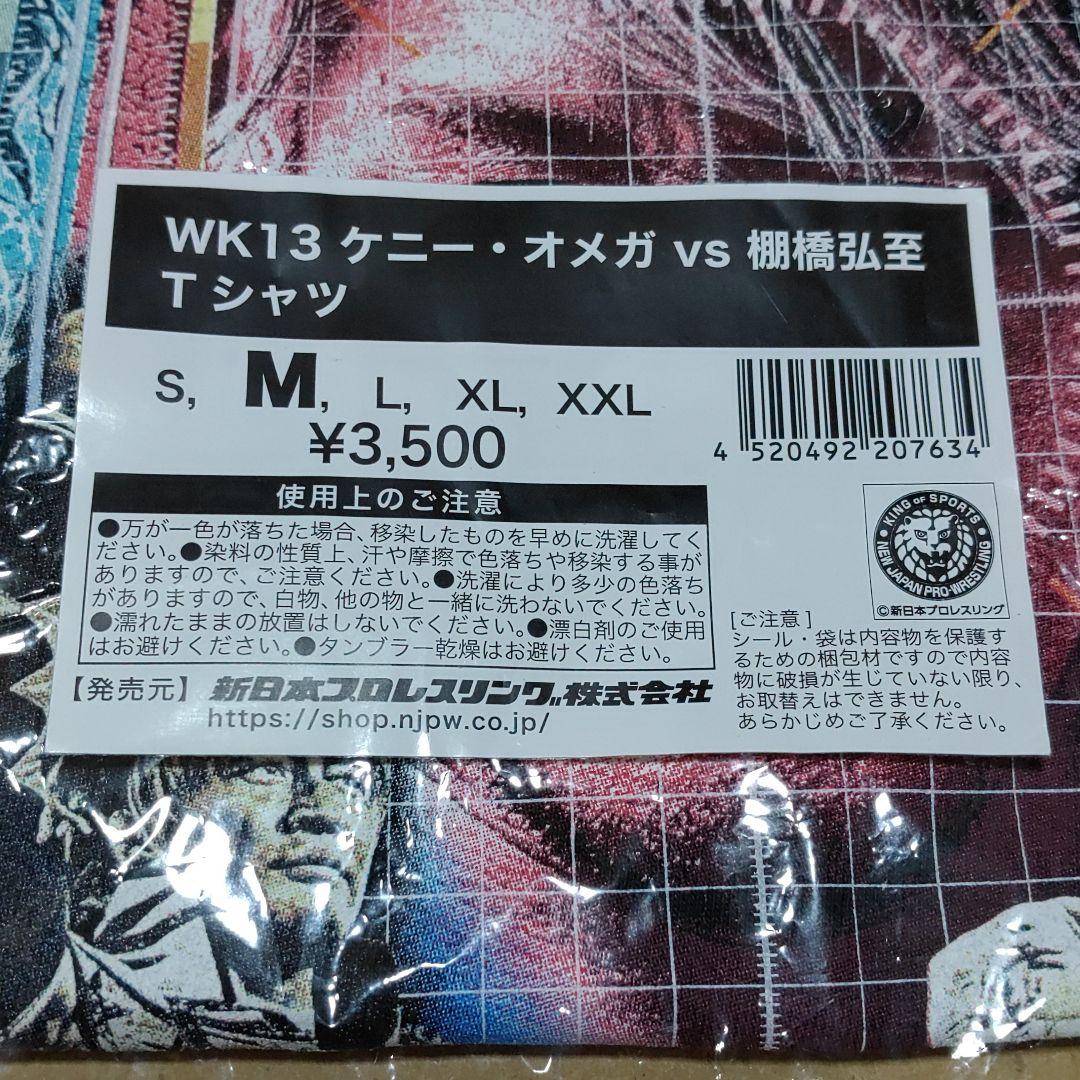 WK13 ケニー・オメガ vs 棚橋弘至
Tシャツ
S, M, L, XL, XXL
¥3,500
4 520492 207634
使用上のご注意
●万が一色が落ちた場合、移染したものを早めに洗濯してく
ださい。●染料の性質上、汗や摩擦で色落ちや移染する事が
ありますので、ご注意ください。●洗濯により多少の色落ち
がありますので、白物、他の物と一緒に洗わないでください。
●濡れたままの放置はしないでください。●漂白剤のご使用
はお避けください。●タンブラー乾燥はお避けください。
【発売元】新日本プロレスリング株式会社
https://shop.njpw.co.jp/
KING OF SPORTS
NEW JAPAN PRO-WRESTLING
©新日本プロレスリング
[ご注意]
シール・袋は内容物を保護す
るための梱包材ですので内容
物に破損が生じていない限り、
お取替えはできません。
あらかじめご了承ください。